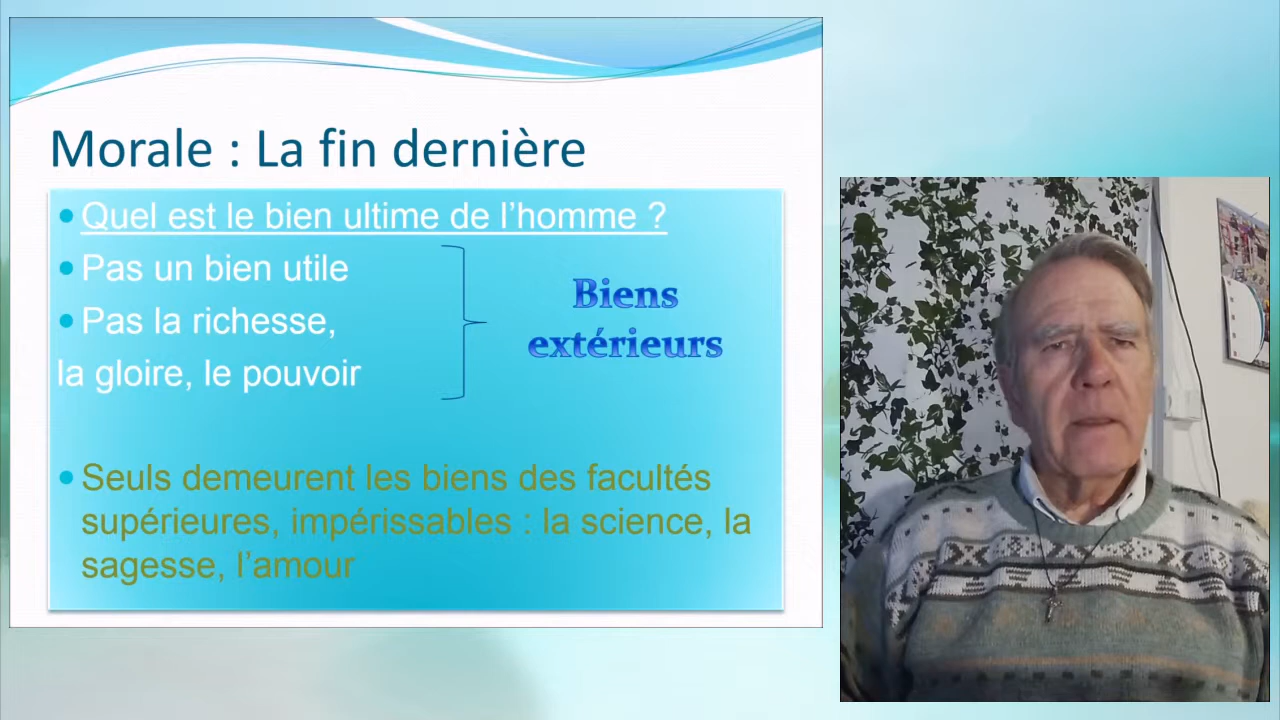 Morale : La fin dernière
Quel est le bien ultime de l’homme ?
Pas un bien utile
Pas la richesse,
la gloire, le pouvoir
Biens
extérieurs
Seuls demeurent les biens des facultés
supérieures, impérissables : la science, la
sagesse, l’amour